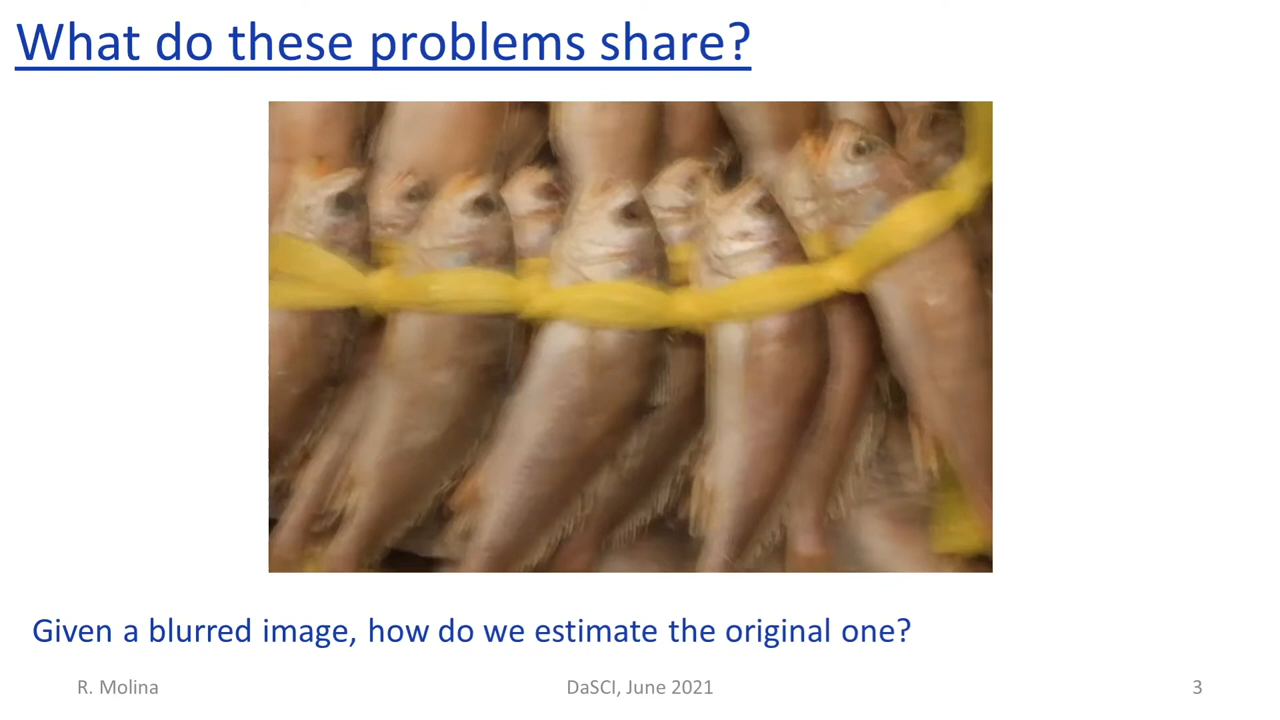 What do these problems share?
Given a blurred image, how do we estimate the original one?
R. Molina
DaSCI, June 2021
3